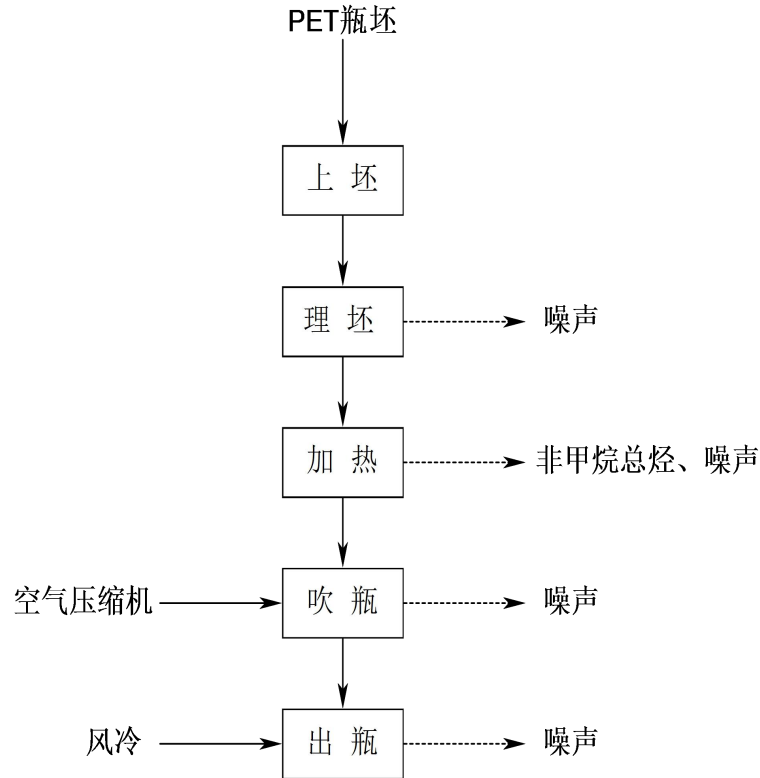 PET瓶坯
上 坯
理 坯
噪声
加 热
非甲烷总烃、噪声
空气压缩机
吹 瓶
噪声
风冷
出 瓶
噪声